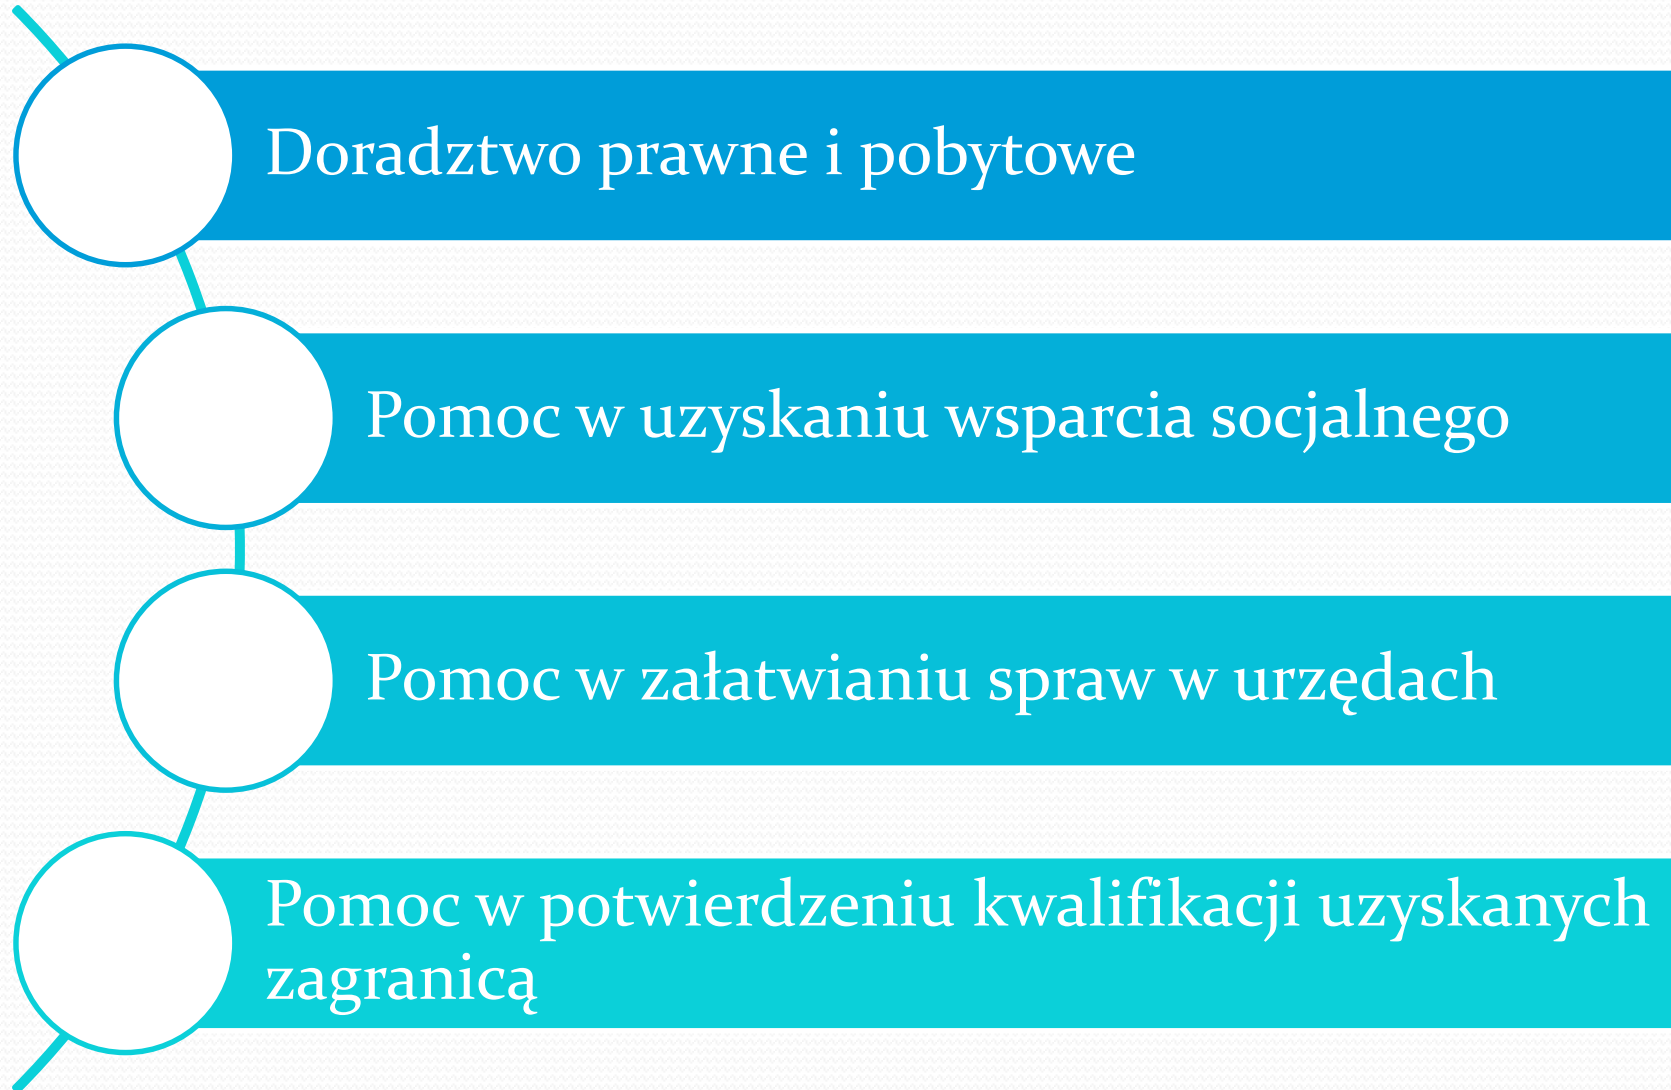 Doradztwo prawne i pobytowe
Pomoc w uzyskaniu wsparcia socjalnego
Pomoc w załatwianiu spraw w urzędach
Pomoc w potwierdzeniu kwalifikacji uzyskanych
zagranicą